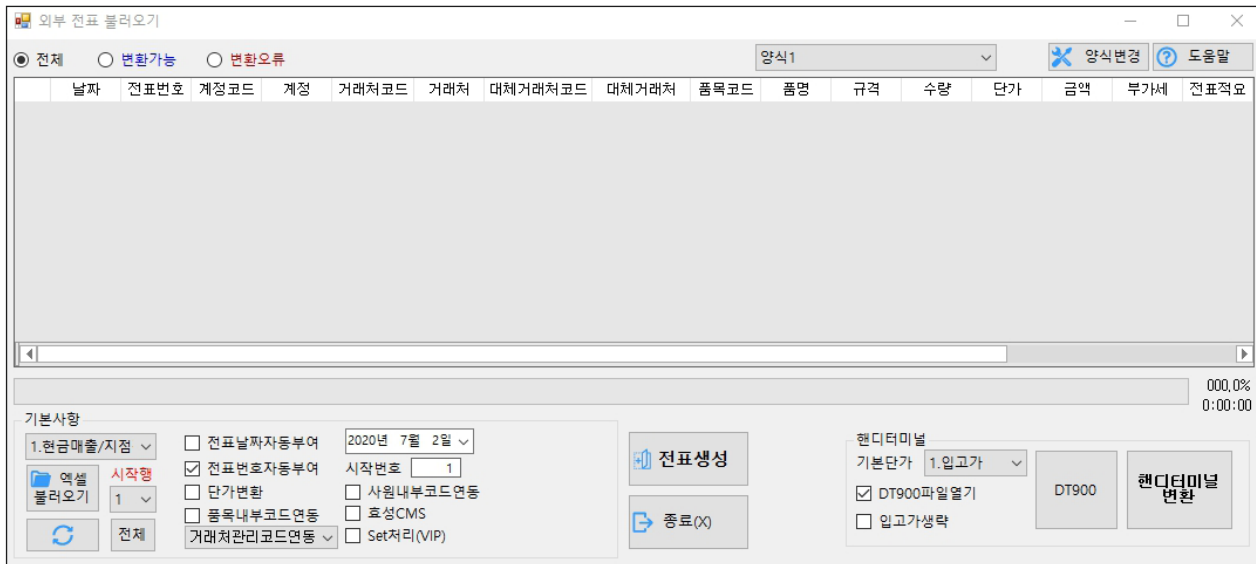 외부 전표 불러오기
전체 변환가능 변환오류 양식1 양식변경 도움말
날짜 전표번호 계정코드 계정 거래처코드 거래처 대체거래처코드 대체거래처 품목코드 품명 규격 수량 단가 금액 부가세 전표적요
000,0%
0:00:00
기본사항
1.현금매출/지점
엑셀
불러오기
시작행
1
전체
전표날짜자동부여 2020년 7월 2일
전표번호자동부여 시작번호 1
단가변환 사원내부코드연동
품목내부코드연동 효성CMS
거래처관리코드연동 Set처리(VIP)
전표생성
종료(X)
핸디터미널
기본단가 1.입고가
DT900파일열기
입고가생략
DT900
핸디터미널
변환